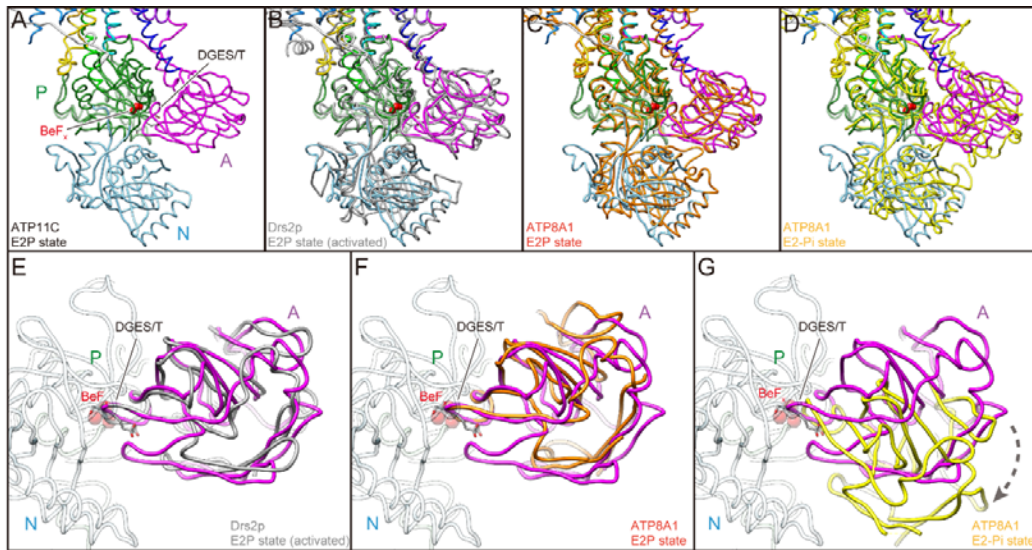 A
DGES/T
P
BeFx
A
N
ATP11C
E2P state
B
Drs2p
E2P state (activated)
C
ATP8A1
E2P state
D
ATP8A1
E2-Pi state
E
DGES/T
A
P
BeF
N
Drs2p
E2P state (activated)
F
DGES/T
A
P
BeF
N
ATP8A1
E2P state
G
DGES/T
A
P
BeF
N
ATP8A1
E2-Pi state